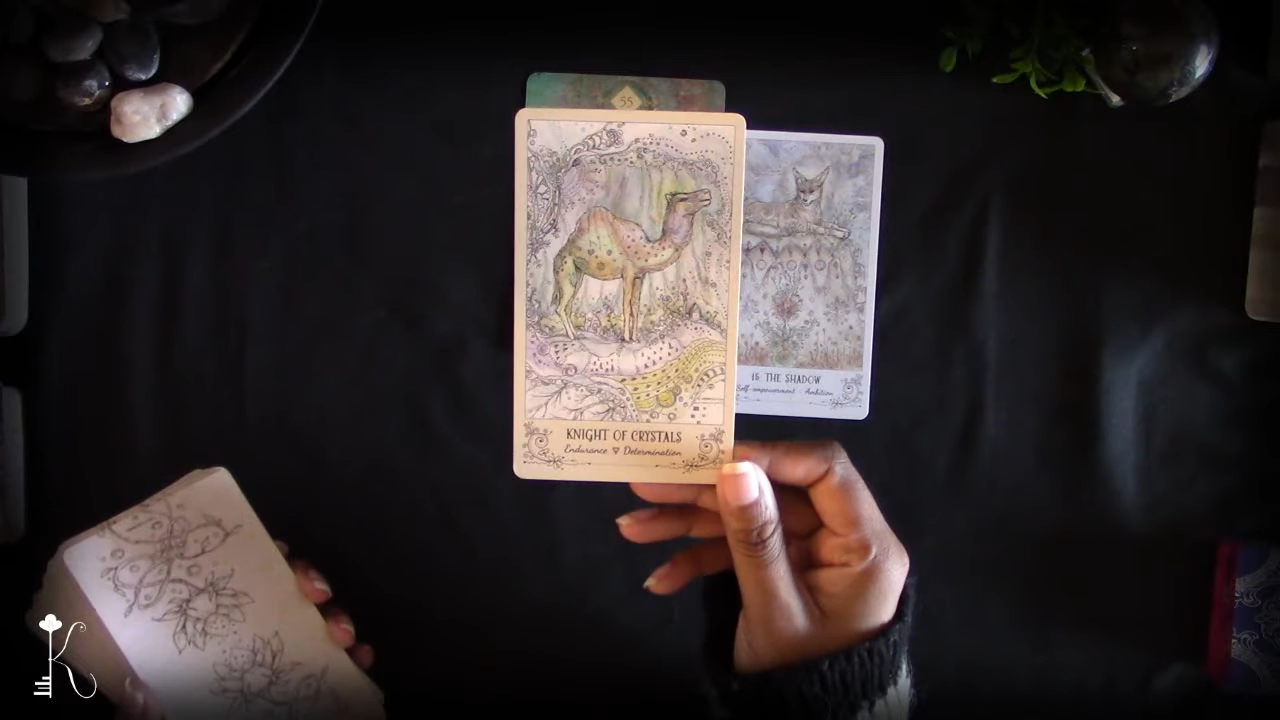 55
KNIGHT OF CRYSTALS
Endurance ▽ Determination
16 THE SHADOW
Self-empowerment · Ambition
K